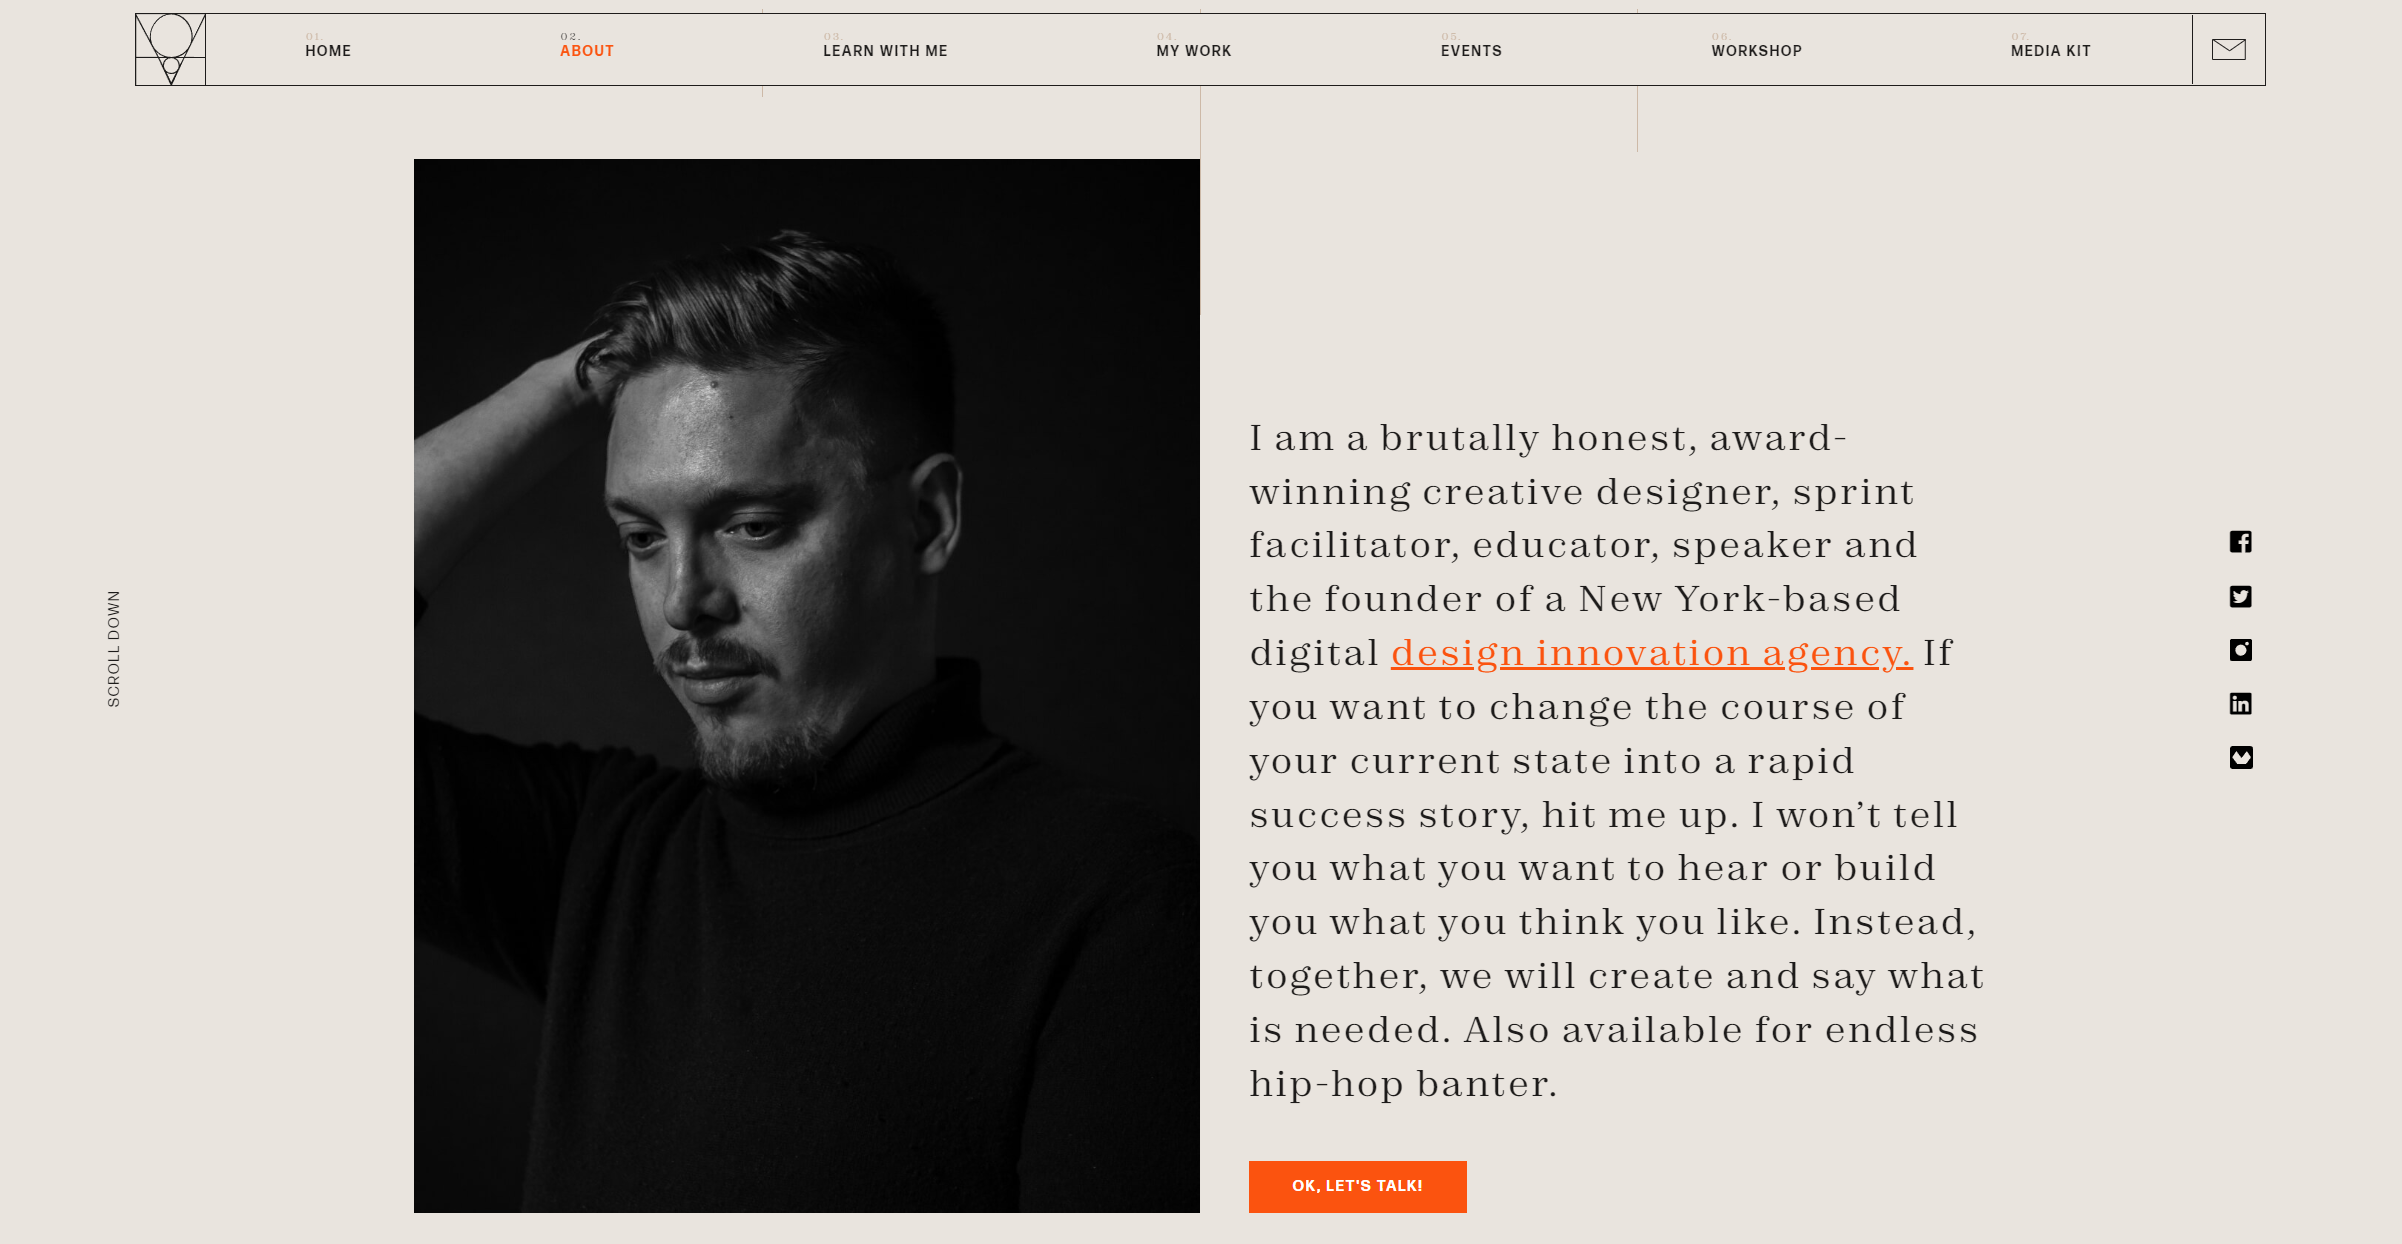 01.
HOME
02.
ABOUT
03.
LEARN WITH ME
04.
MY WORK
05.
EVENTS
06.
WORKSHOP
07.
MEDIA KIT
SCROLL DOWN
I am a brutally honest, award-
winning creative designer, sprint
facilitator, educator, speaker and
the founder of a New York-based
digital design innovation agency. If
you want to change the course of
your current state into a rapid
success story, hit me up. I won’t tell
you what you want to hear or build
you what you think you like. Instead,
together, we will create and say what
is needed. Also available for endless
hip-hop banter.
OK, LET'S TALK!